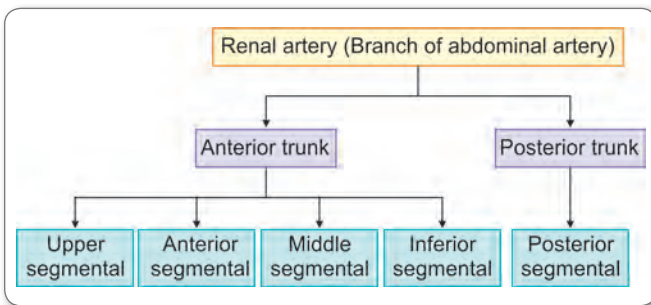 Renal artery (Branch of abdominal artery)
Anterior trunk
Posterior trunk
Upper
segmental
Anterior
segmental
Middle
segmental
Inferior
segmental
Posterior
segmental